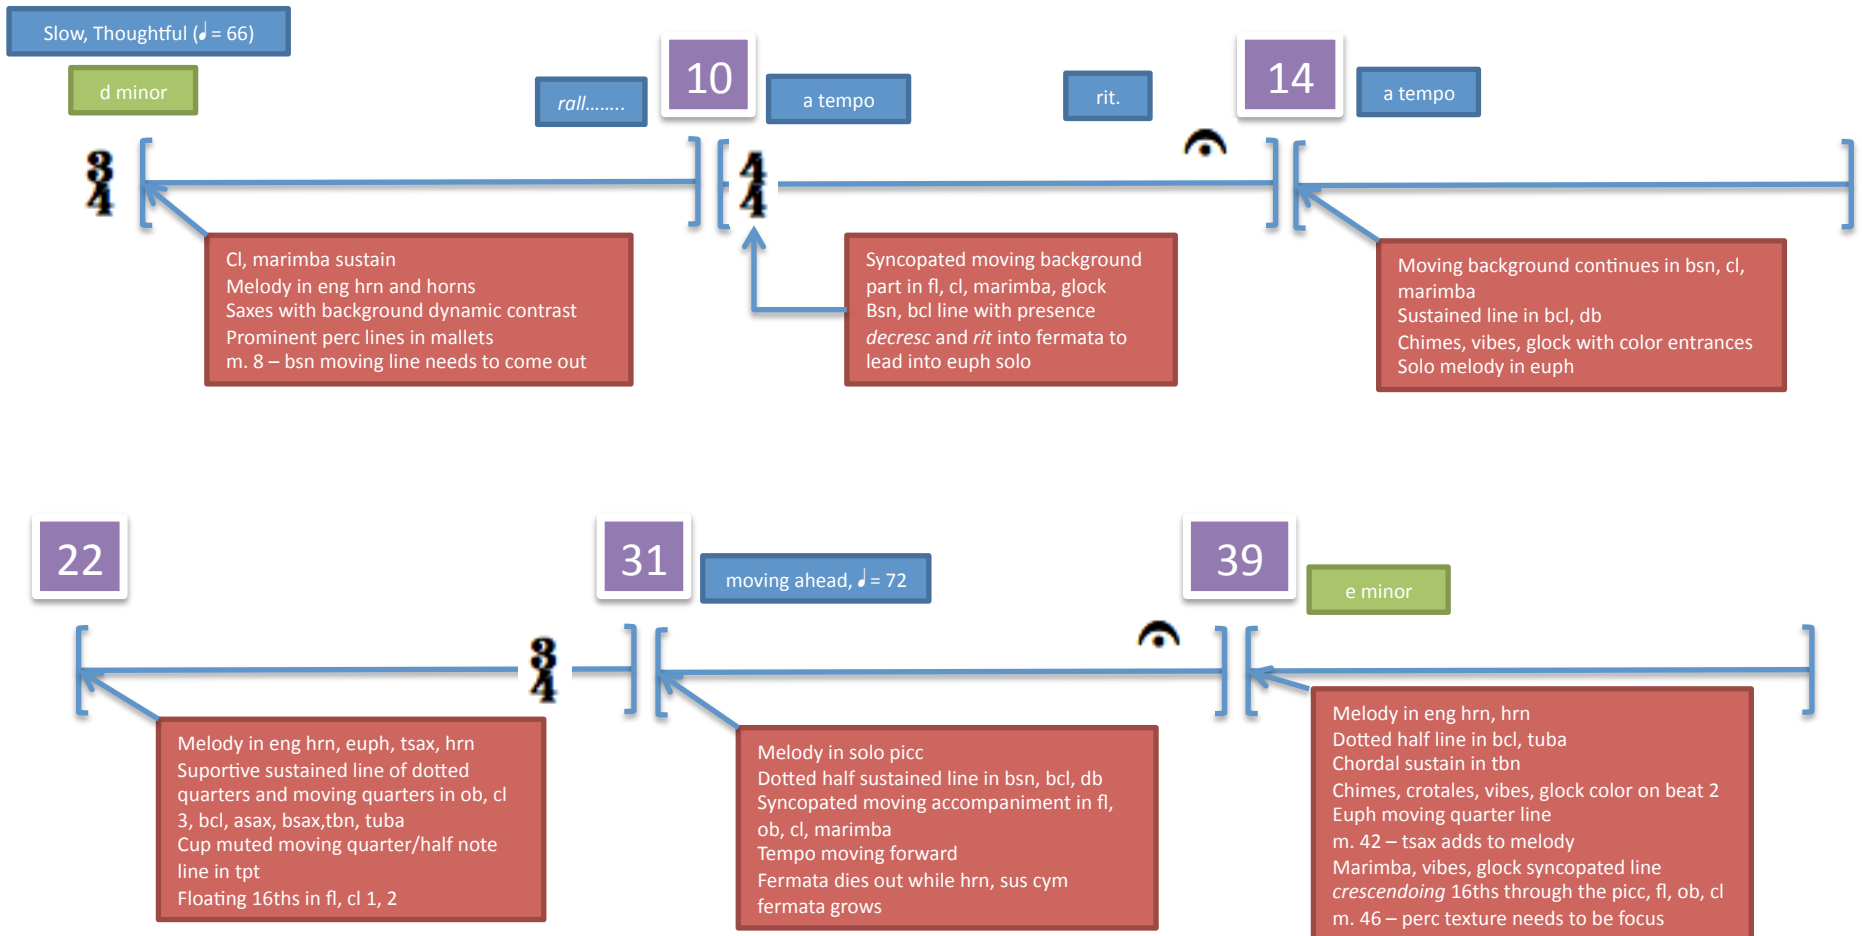 Slow, Thoughtful (♩ = 66)
d minor
rall........
10
a tempo
rit.
14
a tempo
3
4
4
4
Cl, marimba sustain
Melody in eng hrn and horns
Saxes with background dynamic contrast
Prominent perc lines in mallets
m. 8 – bsn moving line needs to come out
Syncopated moving background
part in fl, cl, marimba, glock
Bsn, bcl line with presence
decresc and rit into fermata to
lead into euph solo
Moving background continues in bsn, cl,
marimba
Sustained line in bcl, db
Chimes, vibes, glock with color entrances
Solo melody in euph
22
31
moving ahead, ♩ = 72
39
e minor
3
4
Melody in eng hrn, euph, tsax, hrn
Suportive sustained line of dotted
quarters and moving quarters in ob, cl
3, bcl, asax, bsax,tbn, tuba
Cup muted moving quarter/half note
line in tpt
Floating 16ths in fl, cl 1, 2
Melody in solo picc
Dotted half sustained line in bsn, bcl, db
Syncopated moving accompaniment in fl,
ob, cl, marimba
Tempo moving forward
Fermata dies out while hrn, sus cym
fermata grows
Melody in eng hrn, hrn
Dotted half line in bcl, tuba
Chordal sustain in tbn
Chimes, crotales, vibes, glock color on beat 2
Euph moving quarter line
m. 42 – tsax adds to melody
Marimba, vibes, glock syncopated line
crescendoing 16ths through the picc, fl, ob, cl
m. 46 – perc texture needs to be focus